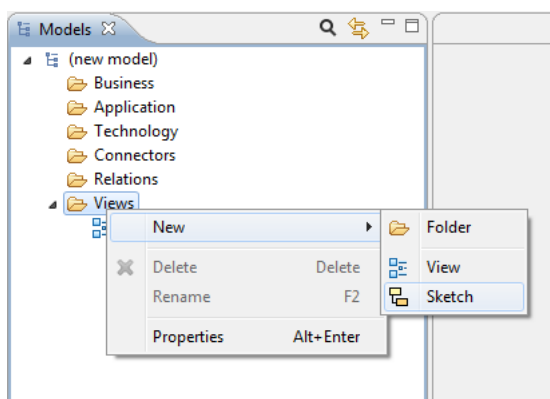 Models
(new model)
Business
Application
Technology
Connectors
Relations
Views
New
Folder
Delete Delete
View
Rename F2
Sketch
Properties Alt+Enter